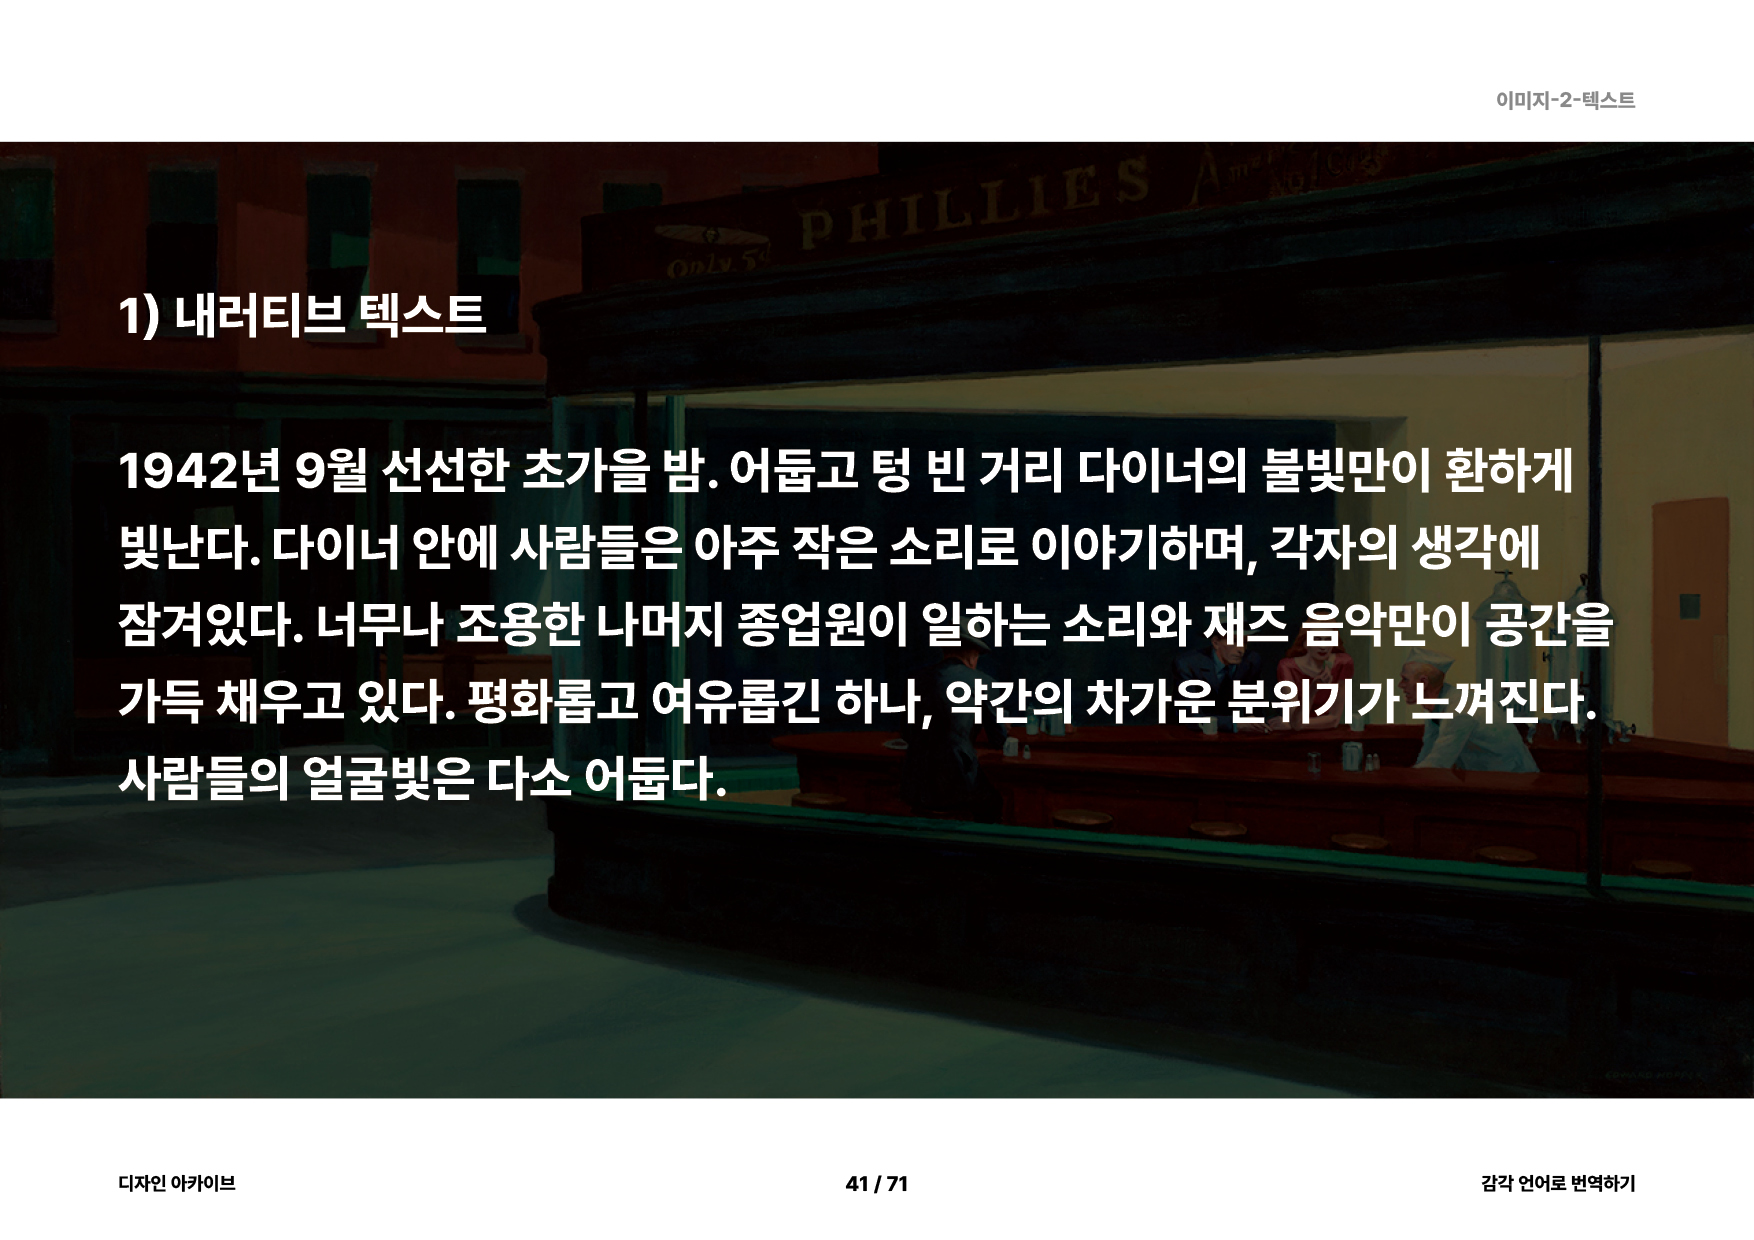 이미지-2-텍스트
PHILLIES
Only 5¢
1) 내러티브 텍스트
1942년 9월 선선한 초가을 밤. 어둡고 텅 빈 거리 다이너의 불빛만이 환하게
빛난다. 다이너 안에 사람들은 아주 작은 소리로 이야기하며, 각자의 생각에
잠겨있다. 너무나 조용한 나머지 종업원이 일하는 소리와 재즈 음악만이 공간을
가득 채우고 있다. 평화롭고 여유롭긴 하나, 약간의 차가운 분위기가 느껴진다.
사람들의 얼굴빛은 다소 어둡다.
디자인 아카이브
41 / 71
감각 언어로 번역하기